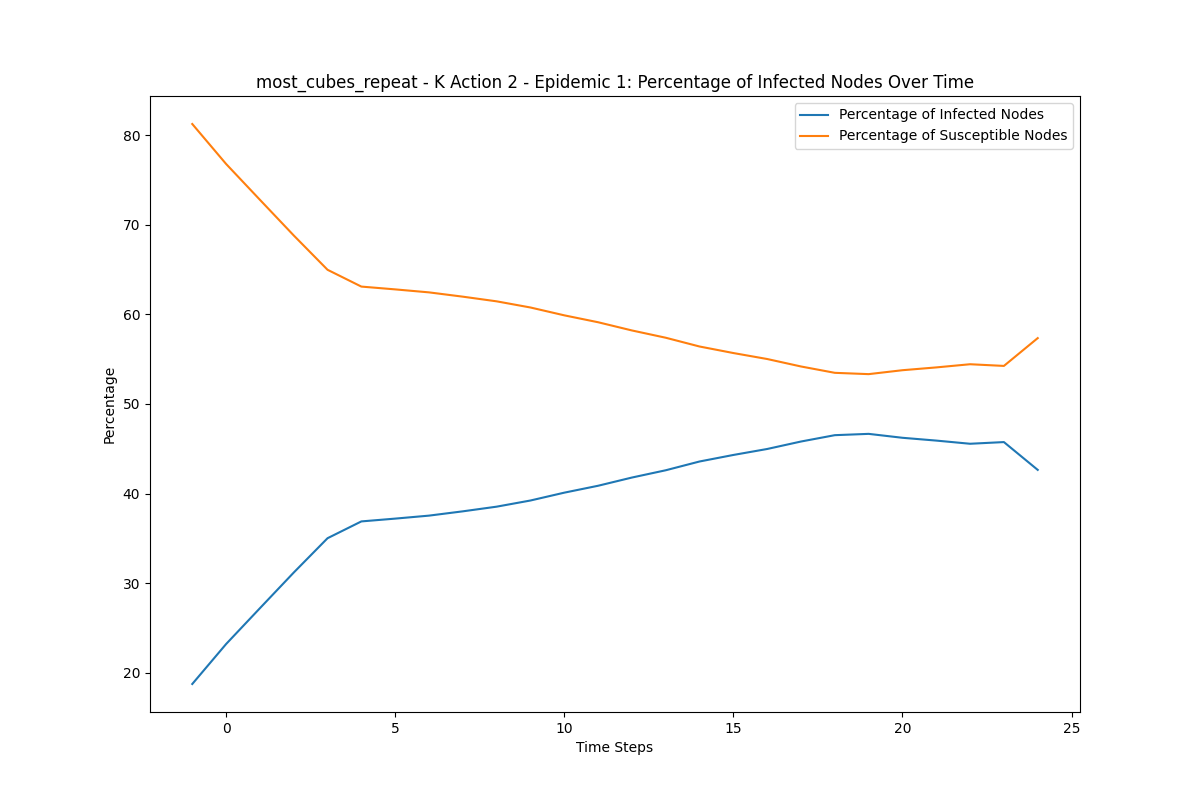 most_cubes_repeat - K Action 2 - Epidemic 1: Percentage of Infected Nodes Over Time
Percentage of Infected Nodes
Percentage of Susceptible Nodes
Percentage
80
70
60
50
40
30
20
0 5 10 15 20 25
Time Steps